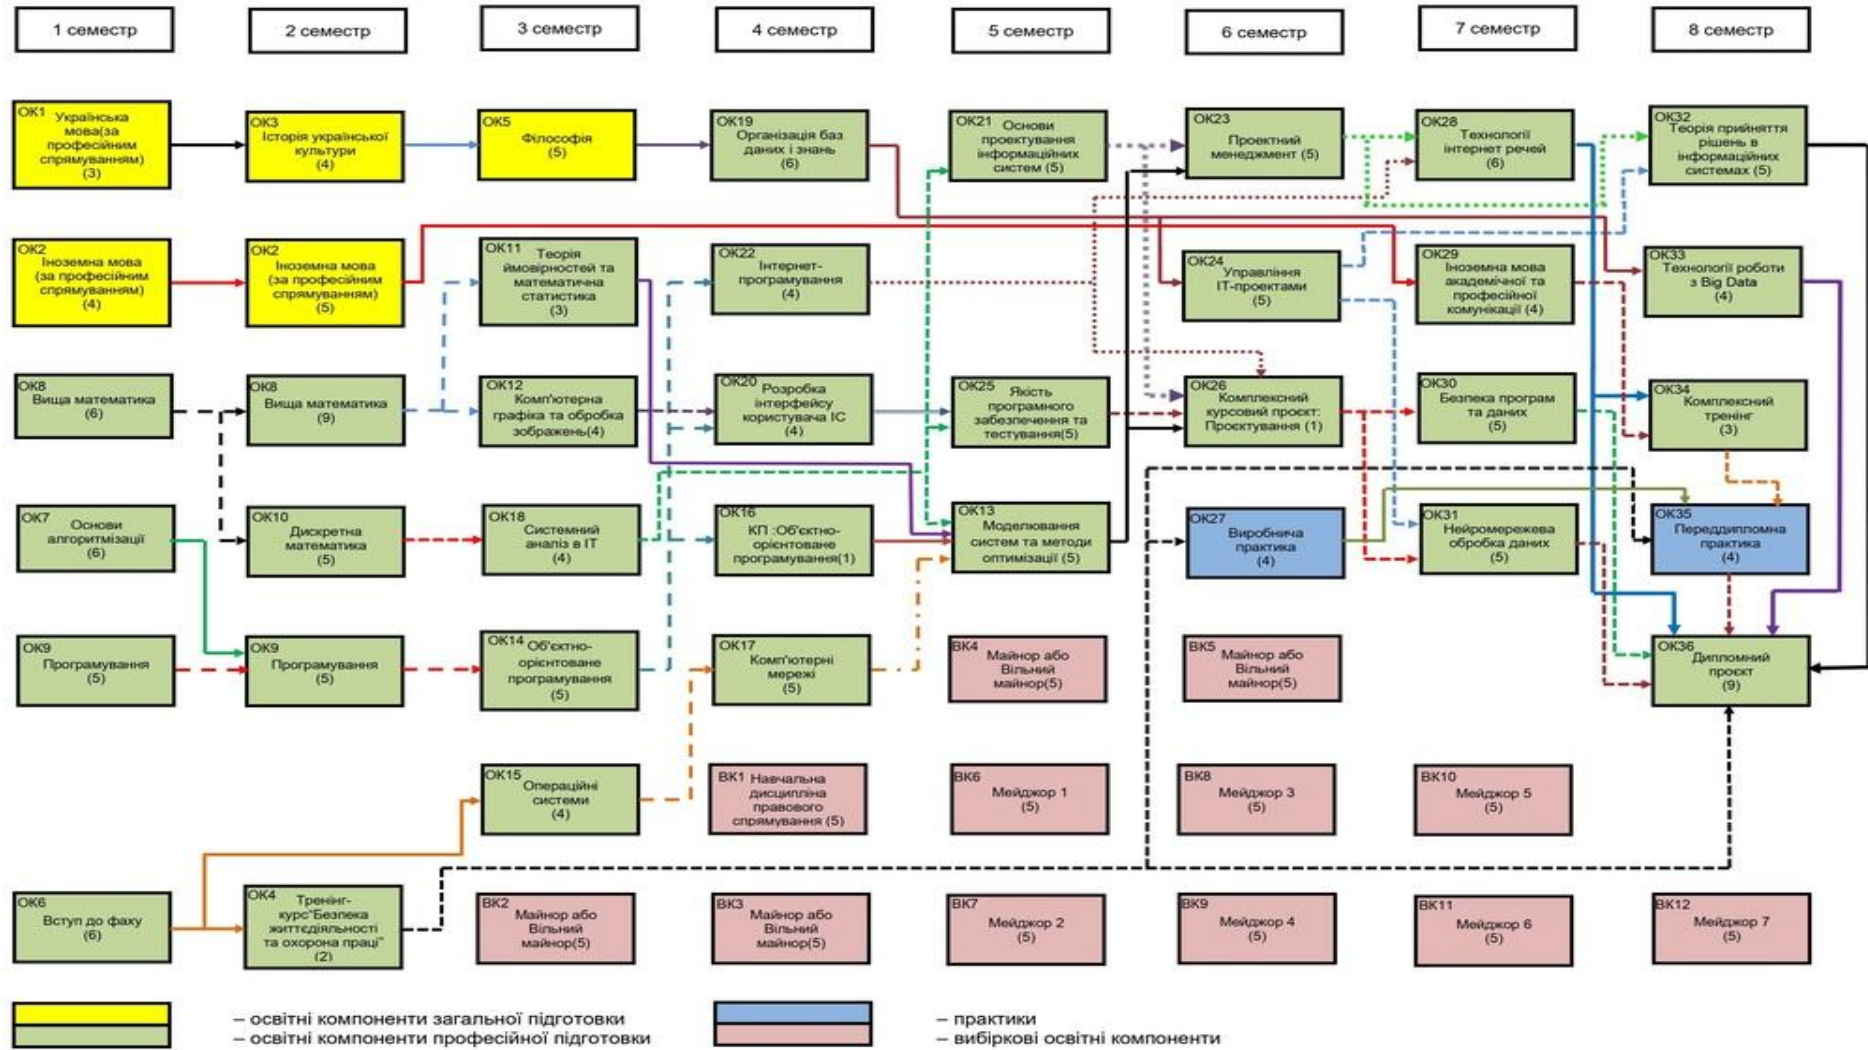 1 семестр
2 семестр
3 семестр
4 семестр
5 семестр
6 семестр
7 семестр
8 семестр
ОК1 Українська
мова(за
професійним
спрямуванням)
(3)
ОК3
Історія української
культури
(4)
ОК5
Філософія
(5)
ОК19
Організація баз
даних і знань
(6)
ОК21 Основи
проектування
інформаційних
систем (5)
ОК23
Проектний
менеджмент (5)
ОК28
Технології
інтернет речей
(6)
ОК32
Теорія прийняття
рішень в
інформаційних
системах (5)
ОК2
Іноземна мова
(за професійним
спрямуванням)
(4)
ОК2
Іноземна мова
(за професійним
спрямуванням)
(5)
ОК11 Теорія
ймовірностей та
математична
статистика
(3)
ОК22 Інтернет-
програмування
(4)
ОК24
Управління
ІТ-проектами
(5)
ОК29
Іноземна мова
академічної та
професійної
комунікації (4)
ОК33
Технології роботи
з Big Data
(4)
ОК8
Вища математика
(6)
ОК8
Вища математика
(9)
ОК12
Комп'ютерна
графіка та обробка
зображень(4)
ОК20 Розробка
інтерфейсу
користувача ІС
(4)
ОК25 Якість
програмного
забезпечення та
тестування(5)
ОК26
Комплексний
курсовий проєкт:
Проєктування (1)
ОК30
Безпека програм
та даних
(5)
ОК34
Комплексний
тренінг
(3)
ОК7
Основи
алгоритмізації
(6)
ОК10
Дискретна
математика
(5)
ОК18
Системний
аналіз в ІТ
(4)
ОК16
КП :Об'єктно-
орієнтоване
програмування(1)
ОК13
Моделювання
систем та методи
оптимізації (5)
ОК27
Виробнича
практика
(4)
ОК31
Нейромережева
обробка даних
(5)
ОК35
Переддипломна
практика
(4)
ОК9
Програмування
(5)
ОК9
Програмування
(5)
ОК14 Об'єктно-
орієнтоване
програмування
(5)
ОК17
Комп'ютерні
мережі
(5)
ВК4
Майнор або
Вільний
майнор(5)
ВК5
Майнор або
Вільний
майнор(5)
ОК36
Дипломний
проєкт
(9)
ОК15
Операційні
системи
(4)
ВК1 Навчальна
дисципліна
правового
спрямування (5)
ВК6
Мейджор 1
(5)
ВК8
Мейджор 3
(5)
ВК10
Мейджор 5
(5)
ОК6
Вступ до фаху
(6)
ОК4
Тренінг-
курс"Безпека
життєдіяльності
та охорона праці"
(2)
ВК2
Майнор або
Вільний
майнор(5)
ВК3
Майнор або
Вільний
майнор(5)
ВК7
Мейджор 2
(5)
ВК9
Мейджор 4
(5)
ВК11
Мейджор 6
(5)
ВК12
Мейджор 7
(5)
– освітні компоненти загальної підготовки
– освітні компоненти професійної підготовки
– практики
– вибіркові освітні компоненти